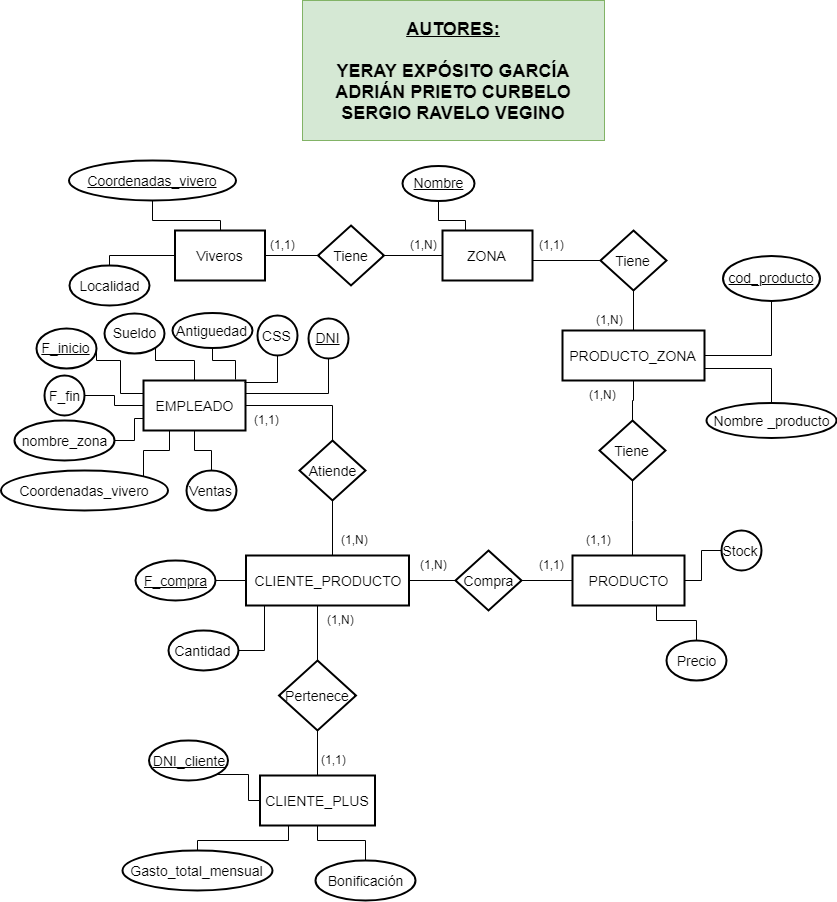 AUTORES:
YERAY EXPÓSITO GARCÍA
ADRIÁN PRIETO CURBELO
SERGIO RAVELO VEGINO
Coordenadas_vivero
Nombre
Viveros
(1,1)
Tiene
(1,N)
ZONA
(1,1)
Tiene
Localidad
cod_producto
(1,N)
F_inicio
Sueldo
Antiguedad
CSS
DNI
PRODUCTO_ZONA
F_fin
EMPLEADO
(1,1)
(1,N)
Nombre _producto
nombre_zona
Coordenadas_vivero
Ventas
Atiende
Tiene
(1,N)
(1,1)
F_compra
CLIENTE_PRODUCTO
(1,N)
Compra
(1,1)
PRODUCTO
Stock
Cantidad
(1,N)
Precio
Pertenece
DNI_cliente
(1,1)
CLIENTE_PLUS
Gasto_total_mensual
Bonificación